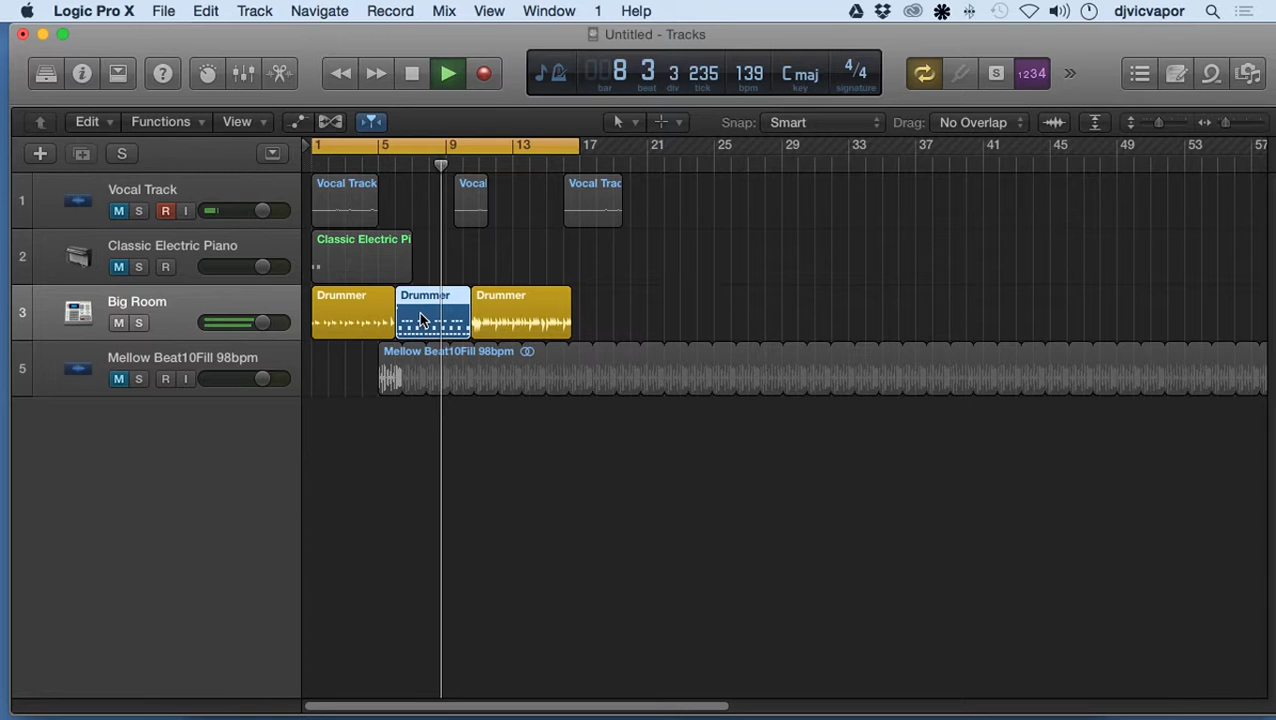 Logic Pro X File Edit Track Navigate Record Mix View Window 1 Help djvicvapor
Untitled - Tracks
8 3 3 235 139 C maj 4/4
bar beat div tick bpm key signature
S 1234
Edit Functions View Snap: Smart Drag: No Overlap
S 1 5 9 13 17 21 25 29 33 37 41 45 49 53 57
1 Vocal Track
M S R I
Vocal Track Vocal Vocal Trac
2 Classic Electric Piano
M S R
Classic Electric Pi
3 Big Room
M S
Drummer Drummer Drummer
5 Mellow Beat10Fill 98bpm
M S R I
Mellow Beat10Fill 98bpm